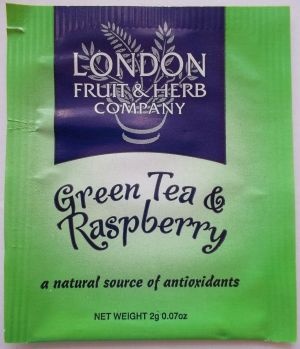 LONDON
FRUIT & HERB
COMPANY
Green Tea &
Raspberry
a natural source of antioxidants
NET WEIGHT 2g 0.07oz